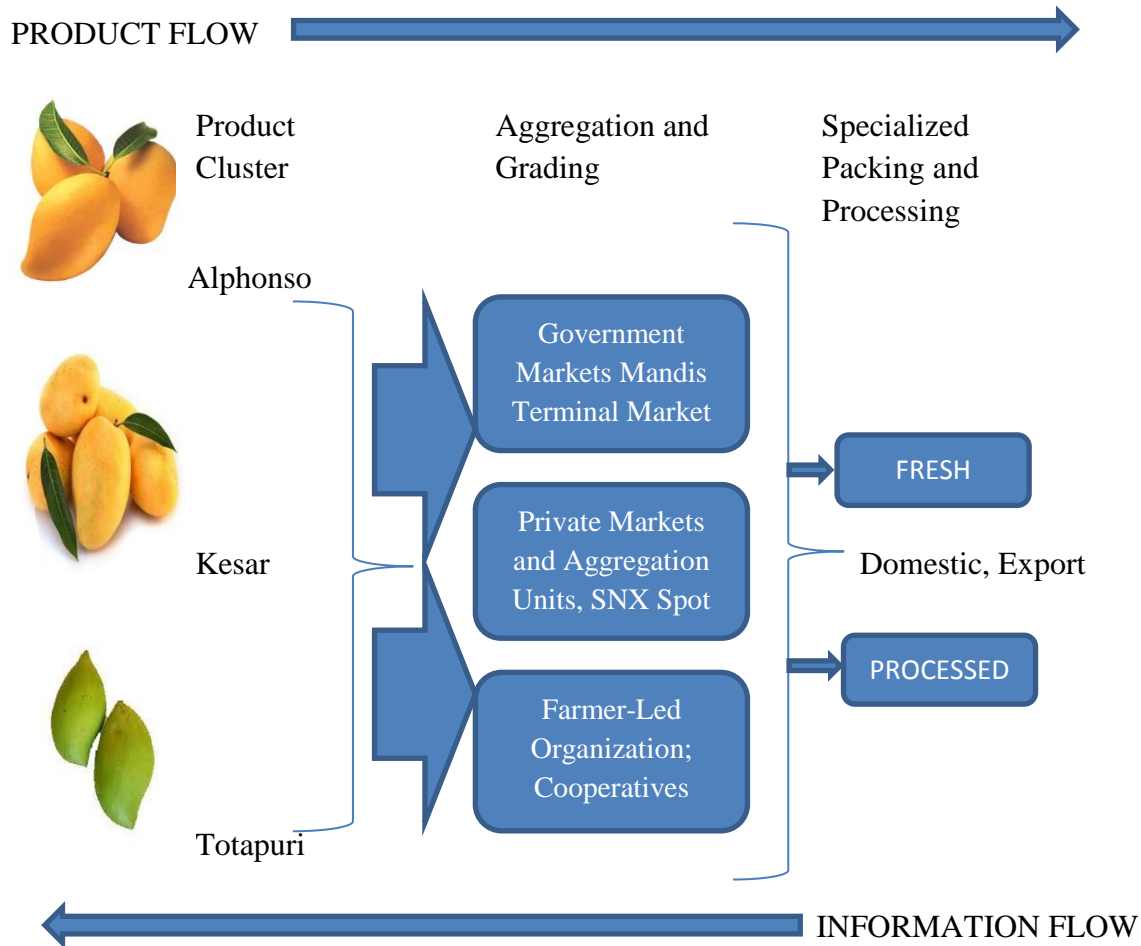 PRODUCT FLOW
Product
Cluster
Aggregation and
Grading
Specialized
Packing and
Processing
Alphonso
Kesar
Totapuri
Government
Markets Mandis
Terminal Market
Private Markets
and Aggregation
Units, SNX Spot
Farmer-Led
Organization;
Cooperatives
FRESH
Domestic, Export
PROCESSED
INFORMATION FLOW